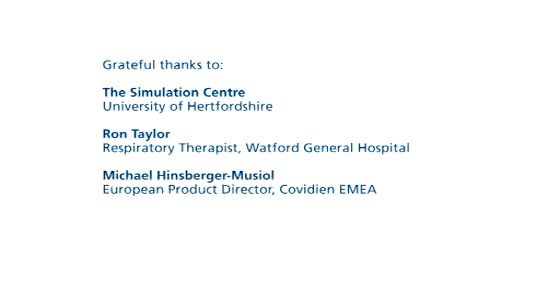 Grateful thanks to:
The Simulation Centre
University of Hertfordshire
Ron Taylor
Respiratory Therapist, Watford General Hospital
Michael Hinsberger-Musiol
European Product Director, Covidien EMEA